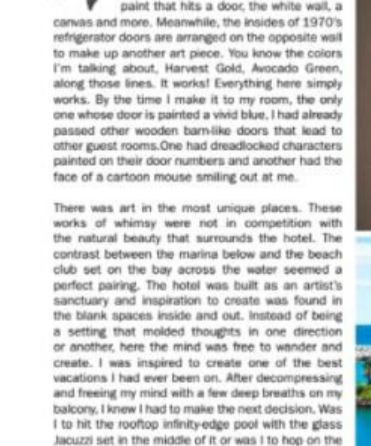 paint that hits a door, the white wall, a
canvas and more. Meanwhile, the insides of 1970's
refrigerator doors are arranged on the opposite wall
to make up another art piece. You know the colors
I'm talking about, Harvest Gold, Avocado Green,
along those lines. It works! Everything here simply
works. By the time I make it to my room, the only
one whose door is painted a vivid blue, I had already
passed other wooden barn-like doors that lead to
other guest rooms.One had dreadlocked characters
painted on their door numbers and another had the
face of a cartoon mouse smiling out at me.
There was art in the most unique places. These
works of whimsy were not in competition with
the natural beauty that surrounds the hotel. The
contrast between the marina below and the beach
club set on the bay across the water seemed a
perfect pairing. The hotel was built as an artist's
sanctuary and inspiration to create was found in
the blank spaces inside and out. Instead of being
a setting that molded thoughts in one direction
or another, here the mind was free to wander and
create. I was inspired to create one of the best
vacations I had ever been on. After decompressing
and freeing my mind with a few deep breaths on my
balcony, I knew I had to make the next decision. Was
I to hit the rooftop infinity-edge pool with the glass
Jacuzzi set in the middle of it or was I to hop on the